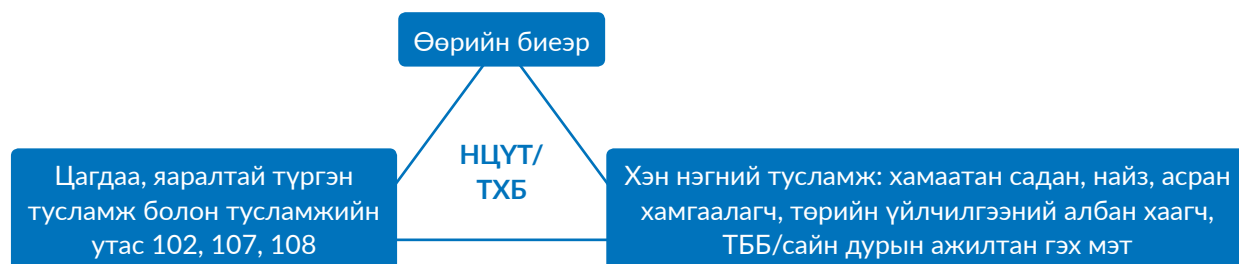 Өөрийн биеэр
НЦҮТ/
ТХБ
Цагдаа, яаралтай түргэн
тусламж болон тусламжийн
утас 102, 107, 108
Хэн нэгний тусламж: хамаатан садан, найз, асран
хамгаалагч, төрийн үйлчилгээний албан хаагч,
ТББ/сайн дурын ажилтан гэх мэт